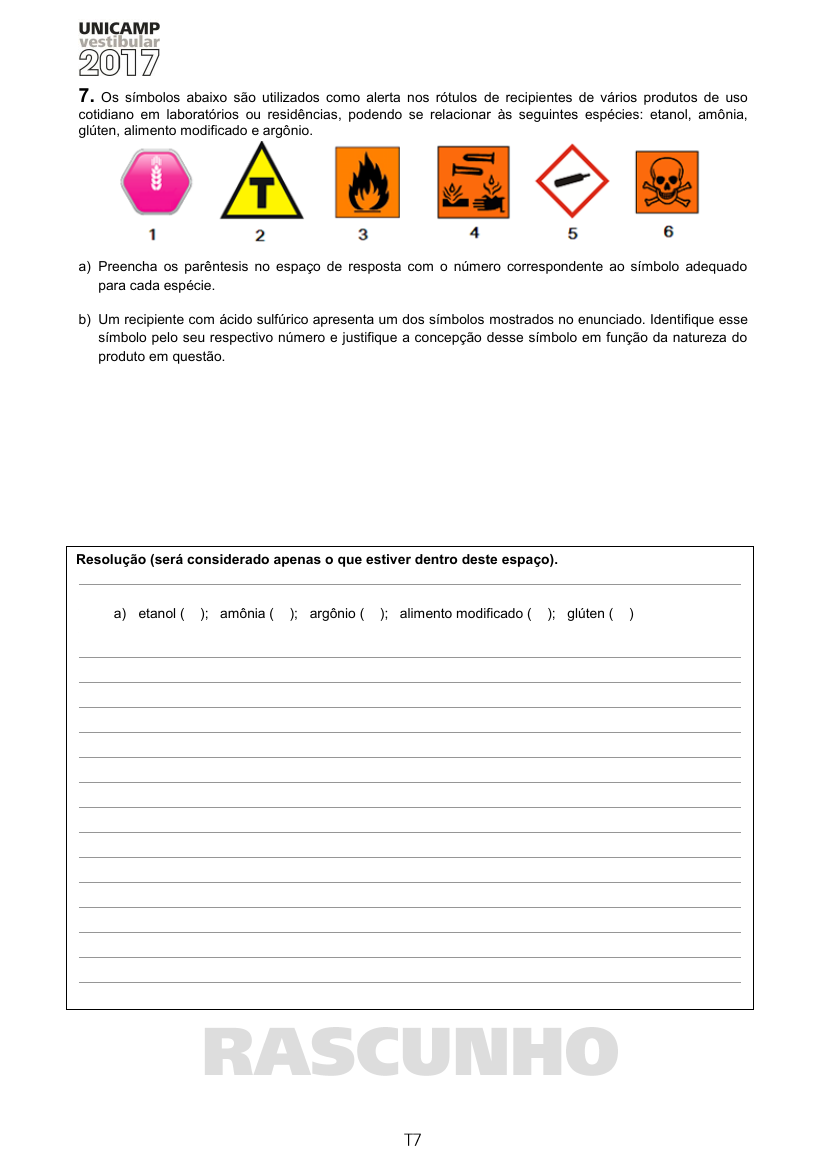 UNICAMP
vestibular
2017
7. Os símbolos abaixo são utilizados como alerta nos rótulos de recipientes de vários produtos de uso
cotidiano em laboratórios ou residências, podendo se relacionar às seguintes espécies: etanol, amônia,
glúten, alimento modificado e argônio.
T
1 2 3 4 5 6
a) Preencha os parêntesis no espaço de resposta com o número correspondente ao símbolo adequado
para cada espécie.
b) Um recipiente com ácido sulfúrico apresenta um dos símbolos mostrados no enunciado. Identifique esse
símbolo pelo seu respectivo número e justifique a concepção desse símbolo em função da natureza do
produto em questão.
Resolução (será considerado apenas o que estiver dentro deste espaço).
a) etanol ( ); amônia ( ); argônio ( ); alimento modificado ( ); glúten ( )
RASCUNHO
T7